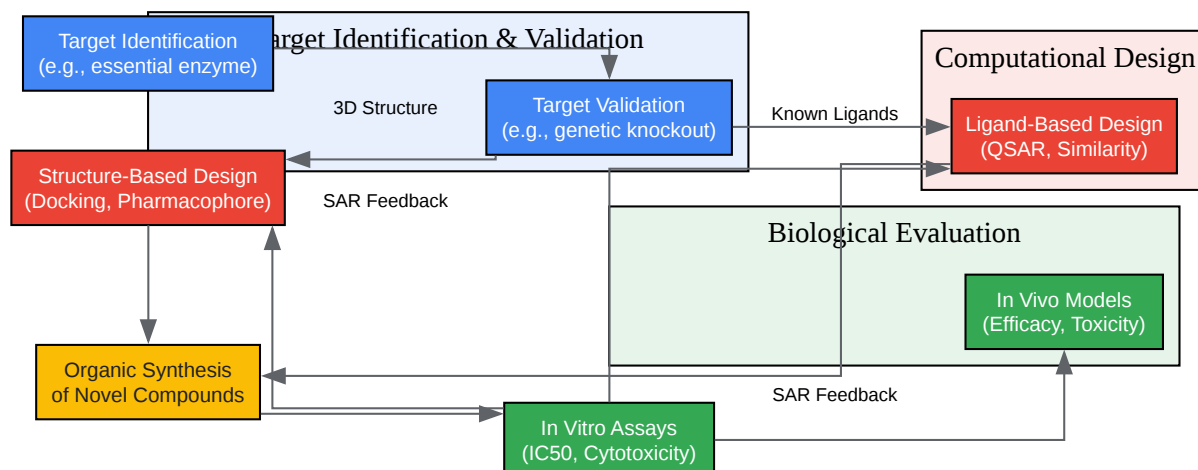 Target Identification
(e.g., essential enzyme)
arget Identification & Validation
Computational Design
3D Structure
Target Validation
(e.g., genetic knockout)
Known Ligands
Ligand-Based Design
(QSAR, Similarity)
Structure-Based Design
(Docking, Pharmacophore)
SAR Feedback
Biological Evaluation
In Vivo Models
(Efficacy, Toxicity)
Organic Synthesis
of Novel Compounds
SAR Feedback
In Vitro Assays
(IC50, Cytotoxicity)